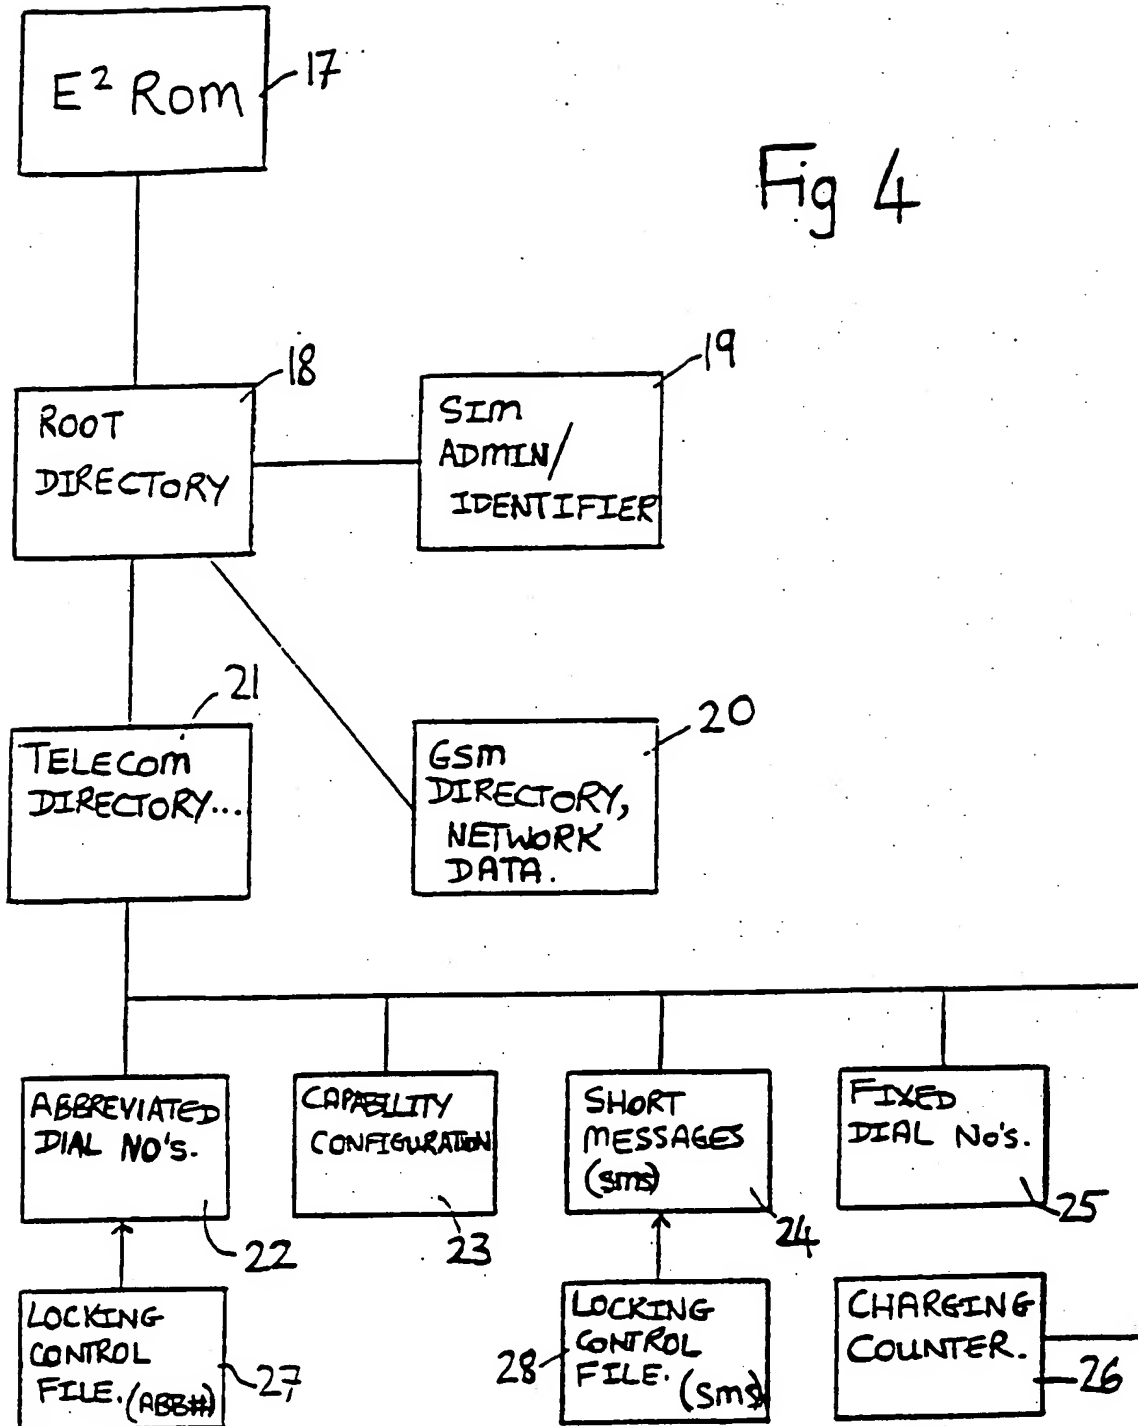 E² Rom
17
Fig 4
18
19
ROOT
DIRECTORY
SIM
ADMIN/
IDENTIFIER
21
20
TELECOM
DIRECTORY...
GSM
DIRECTORY,
NETWORK
DATA.
ABBREVIATED
DIAL NO's.
22
CAPABILITY
CONFIGURATION
23
SHORT
MESSAGES
(sms)
24
FIXED
DIAL No's.
25
LOCKING
CONTROL
FILE. (ABB#)
27
LOCKING
CONTROL
FILE. (sms)
28
CHARGING
COUNTER.
26